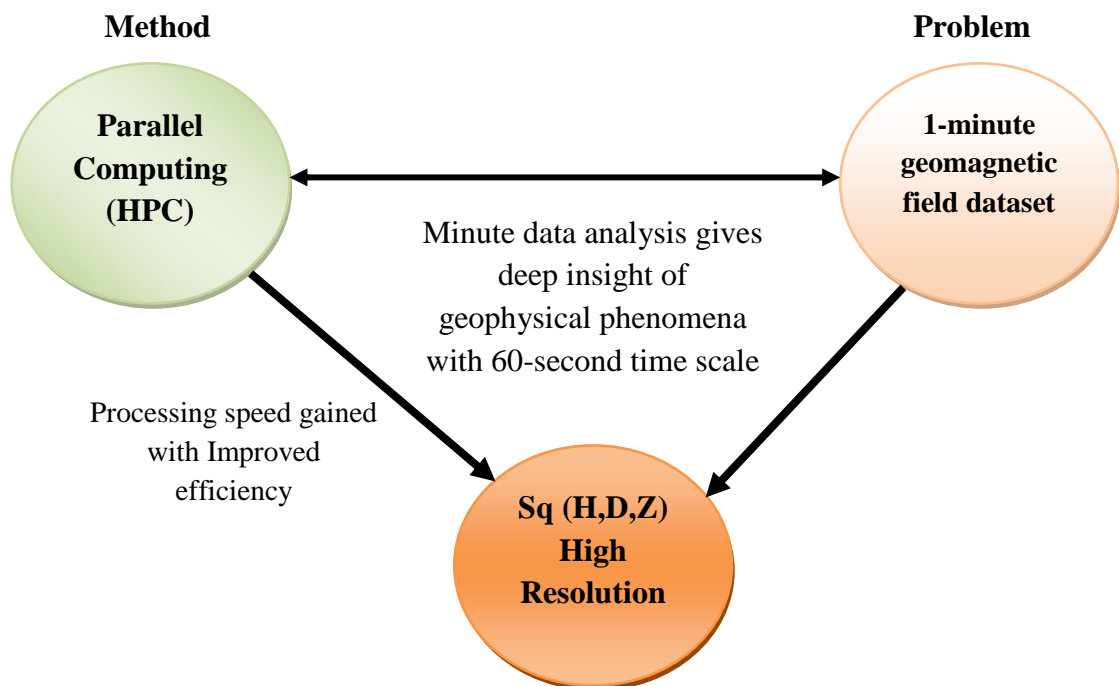 Method
Problem
Parallel
Computing
(HPC)
1-minute
geomagnetic
field dataset
Minute data analysis gives
deep insight of
geophysical phenomena
with 60-second time scale
Processing speed gained
with Improved
efficiency
Sq (H,D,Z)
High
Resolution